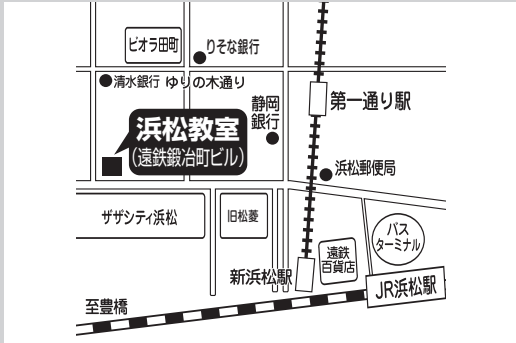 ビオラ田町
りそな銀行
清水銀行
ゆりの木通り
静岡
銀行
第一通り駅
浜松教室
(遠鉄鍛冶町ビル)
浜松郵便局
ザザシティ浜松
旧松菱
バス
ターミナル
遠鉄
百貨店
新浜松駅
JR浜松駅
至豊橋